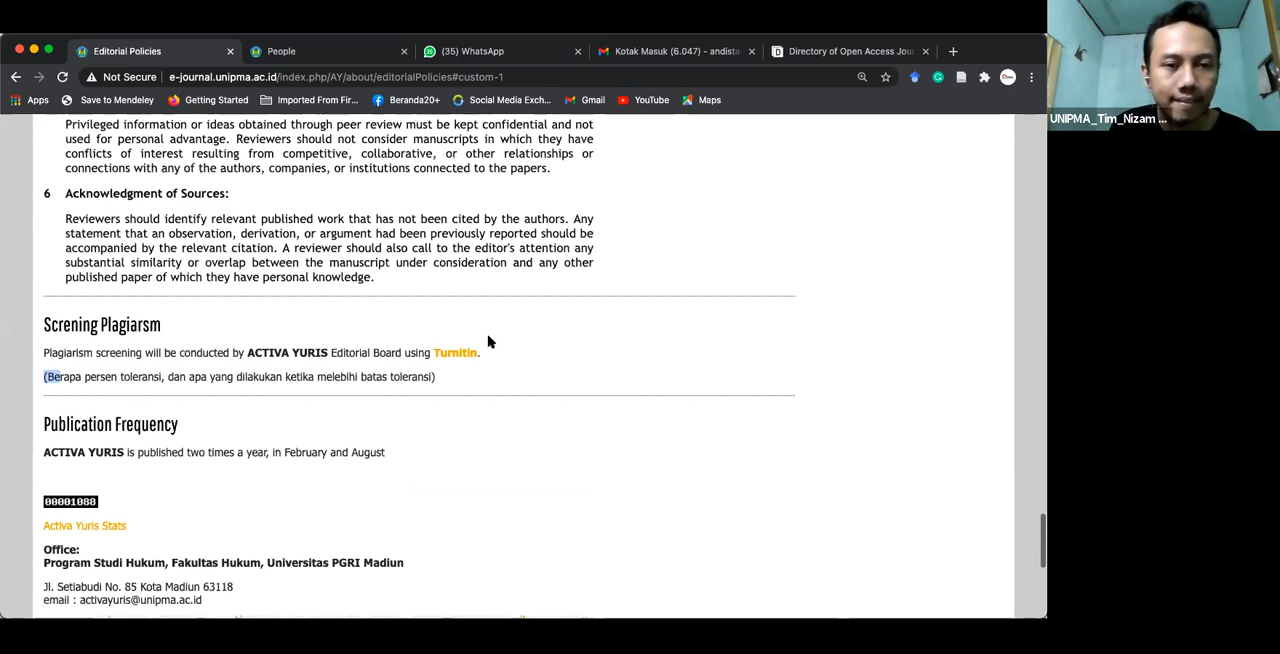 Editorial Policies
People
(35) WhatsApp
Kotak Masuk (6.047) - andista
Directory of Open Access Jou
Not Secure
e-journal.unipma.ac.id/index.php/AY/about/editorialPolicies#custom-1
Apps
Save to Mendeley
Getting Started
Imported From Fir...
Beranda20+
Social Media Exch...
Gmail
YouTube
Maps
UNIPMA_Tim_Nizam ...
Privileged information or ideas obtained through peer review must be kept confidential and not
used for personal advantage. Reviewers should not consider manuscripts in which they have
conflicts of interest resulting from competitive, collaborative, or other relationships or
connections with any of the authors, companies, or institutions connected to the papers.
6 Acknowledgment of Sources:
Reviewers should identify relevant published work that has not been cited by the authors. Any
statement that an observation, derivation, or argument had been previously reported should be
accompanied by the relevant citation. A reviewer should also call to the editor's attention any
substantial similarity or overlap between the manuscript under consideration and any other
published paper of which they have personal knowledge.
Screning Plagiarsm
Plagiarism screening will be conducted by ACTIVA YURIS Editorial Board using Turnitin.
(Berapa persen toleransi, dan apa yang dilakukan ketika melebihi batas toleransi)
Publication Frequency
ACTIVA YURIS is published two times a year, in February and August
00001088
Activa Yuris Stats
Office:
Program Studi Hukum, Fakultas Hukum, Universitas PGRI Madiun
Jl. Setiabudi No. 85 Kota Madiun 63118
email : activayuris@unipma.ac.id